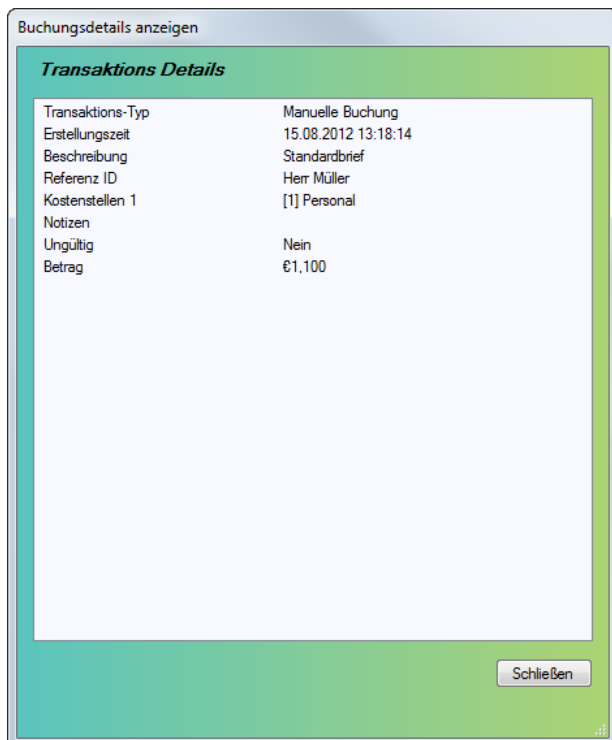 Buchungsdetails anzeigen
Transaktions Details
Transaktions-Typ Manuelle Buchung
Erstellungszeit 15.08.2012 13:18:14
Beschreibung Standardbrief
Referenz ID Herr Müller
Kostenstellen 1 [1] Personal
Notizen
Ungültig Nein
Betrag €1,100
Schließen